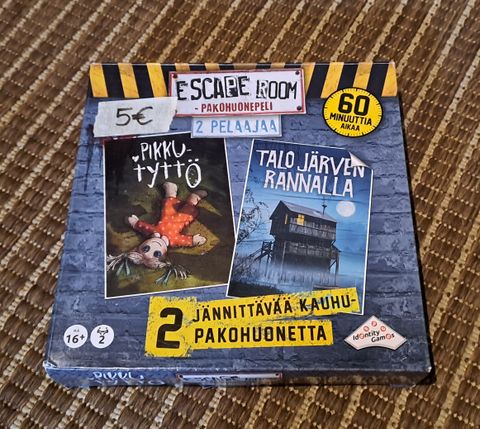 ESCAPE ROOM
- PAKOHUONEPELI
2 PELAAJAA
5€
60
MINUUTTIA
AIKAA
PIKKU-
TYTTÖ
TALO JÄRVEN
RANNALLA
2 JÄNNITTÄVÄÄ KAUHU-
PAKOHUONETTA
16+
2
Identity
Games